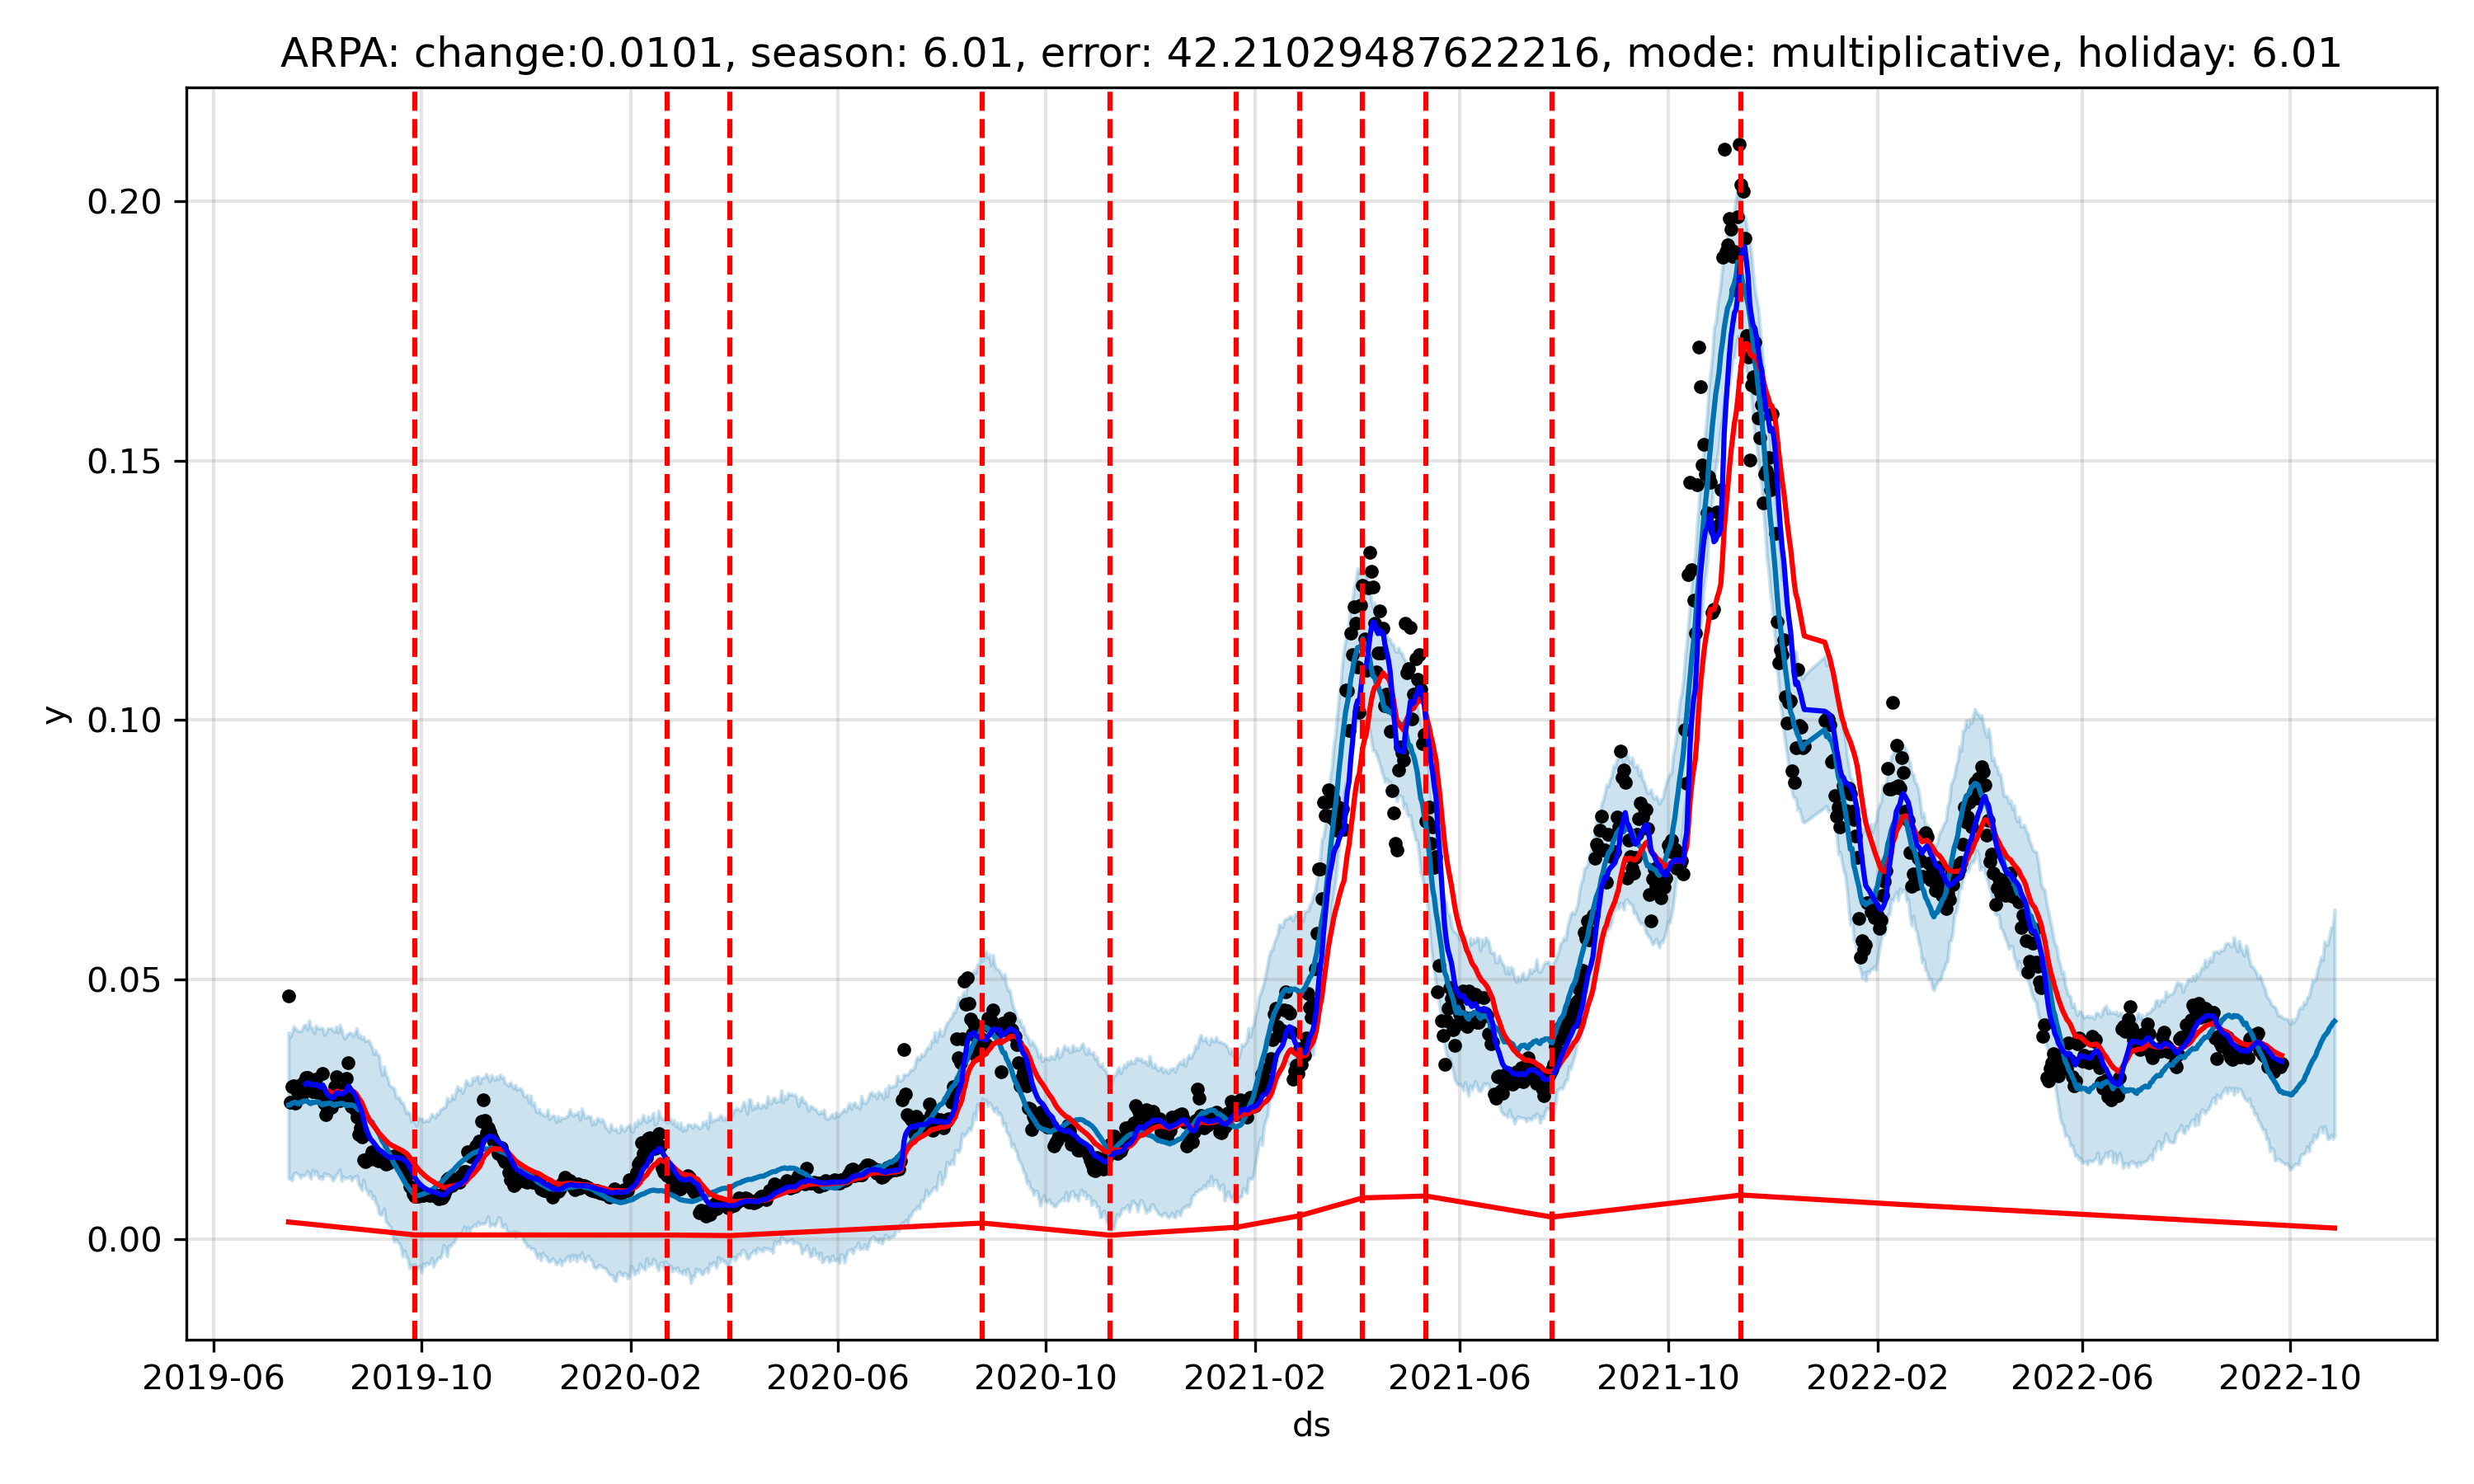 ARPA: change:0.0101, season: 6.01, error: 42.21029487622216, mode: multiplicative, holiday: 6.01
0.20
0.15
0.10
0.05
0.00
y
2019-06 2019-10 2020-02 2020-06 2020-10 2021-02 2021-06 2021-10 2022-02 2022-06 2022-10
ds